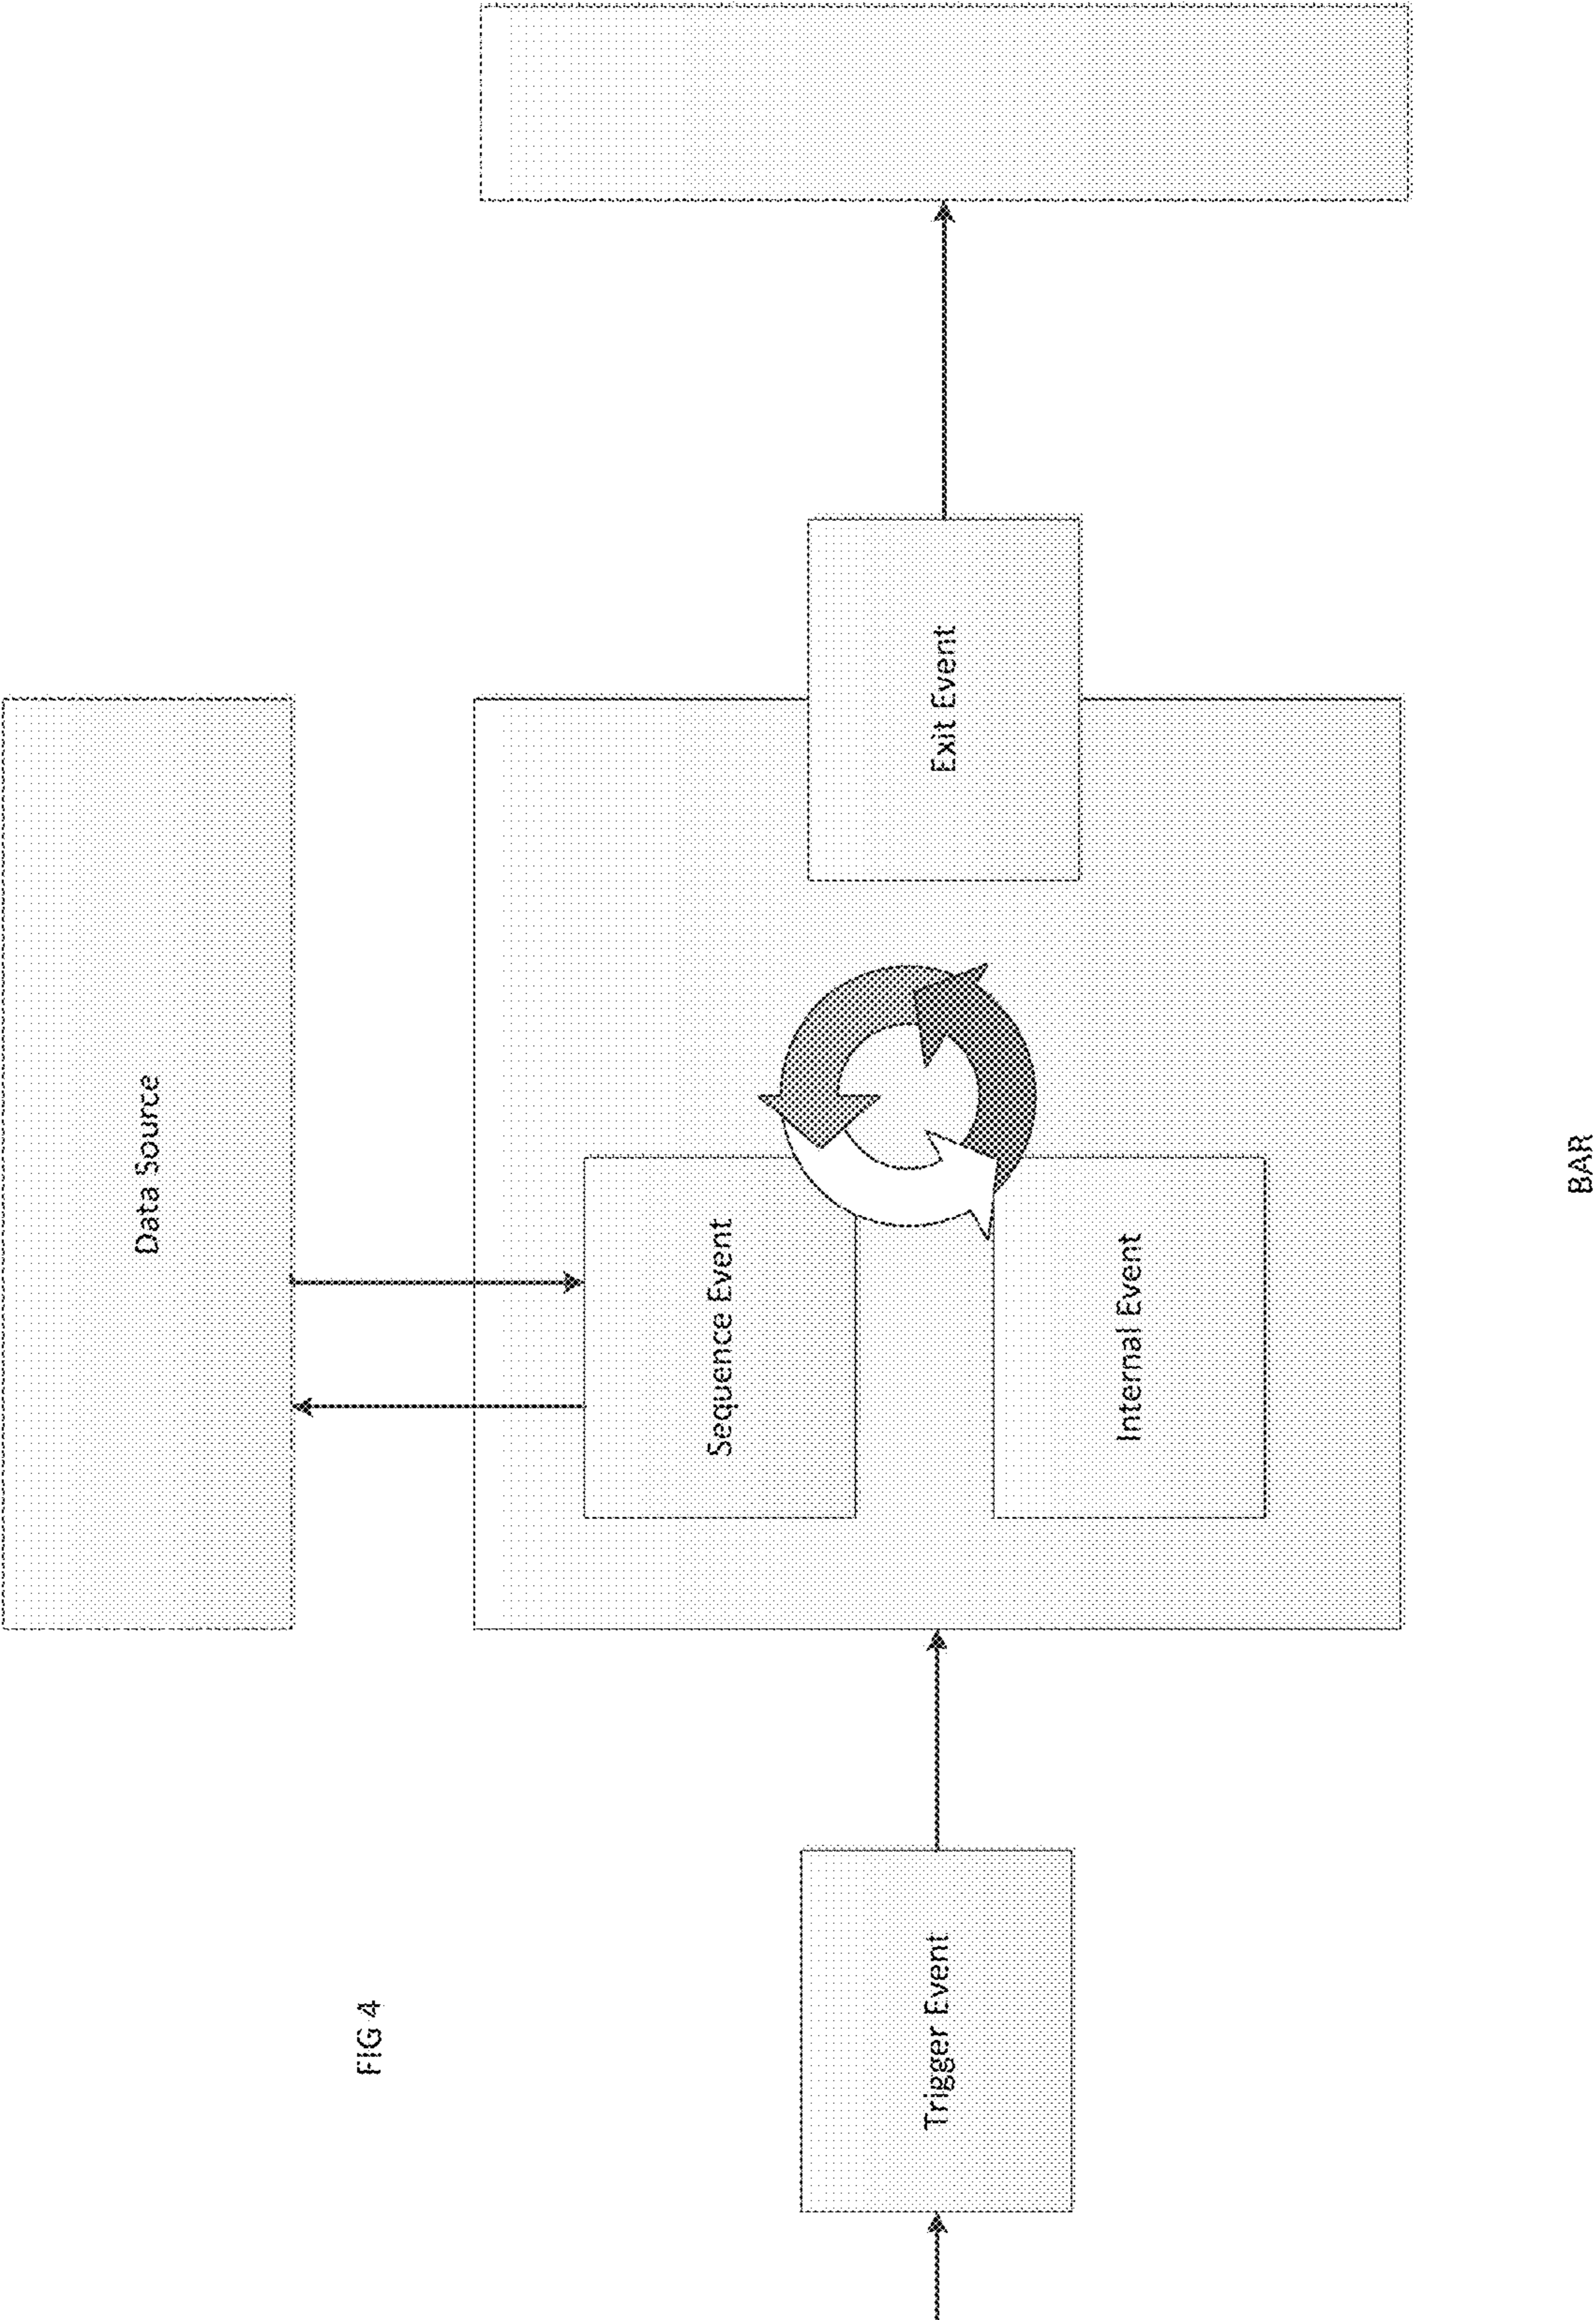 Data Source
FIG 4
Sequence Event
Trigger Event
Exit Event
Internal Event
BAR